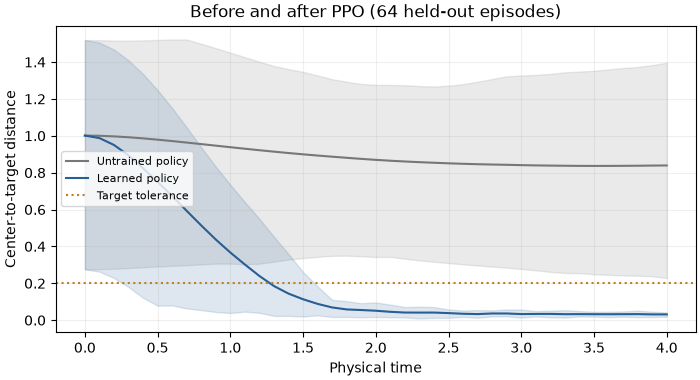 Before and after PPO (64 held-out episodes)
Center-to-target distance
1.4
1.2
1.0
0.8
0.6
0.4
0.2
0.0
Untrained policy
Learned policy
Target tolerance
0.0 0.5 1.0 1.5 2.0 2.5 3.0 3.5 4.0
Physical time